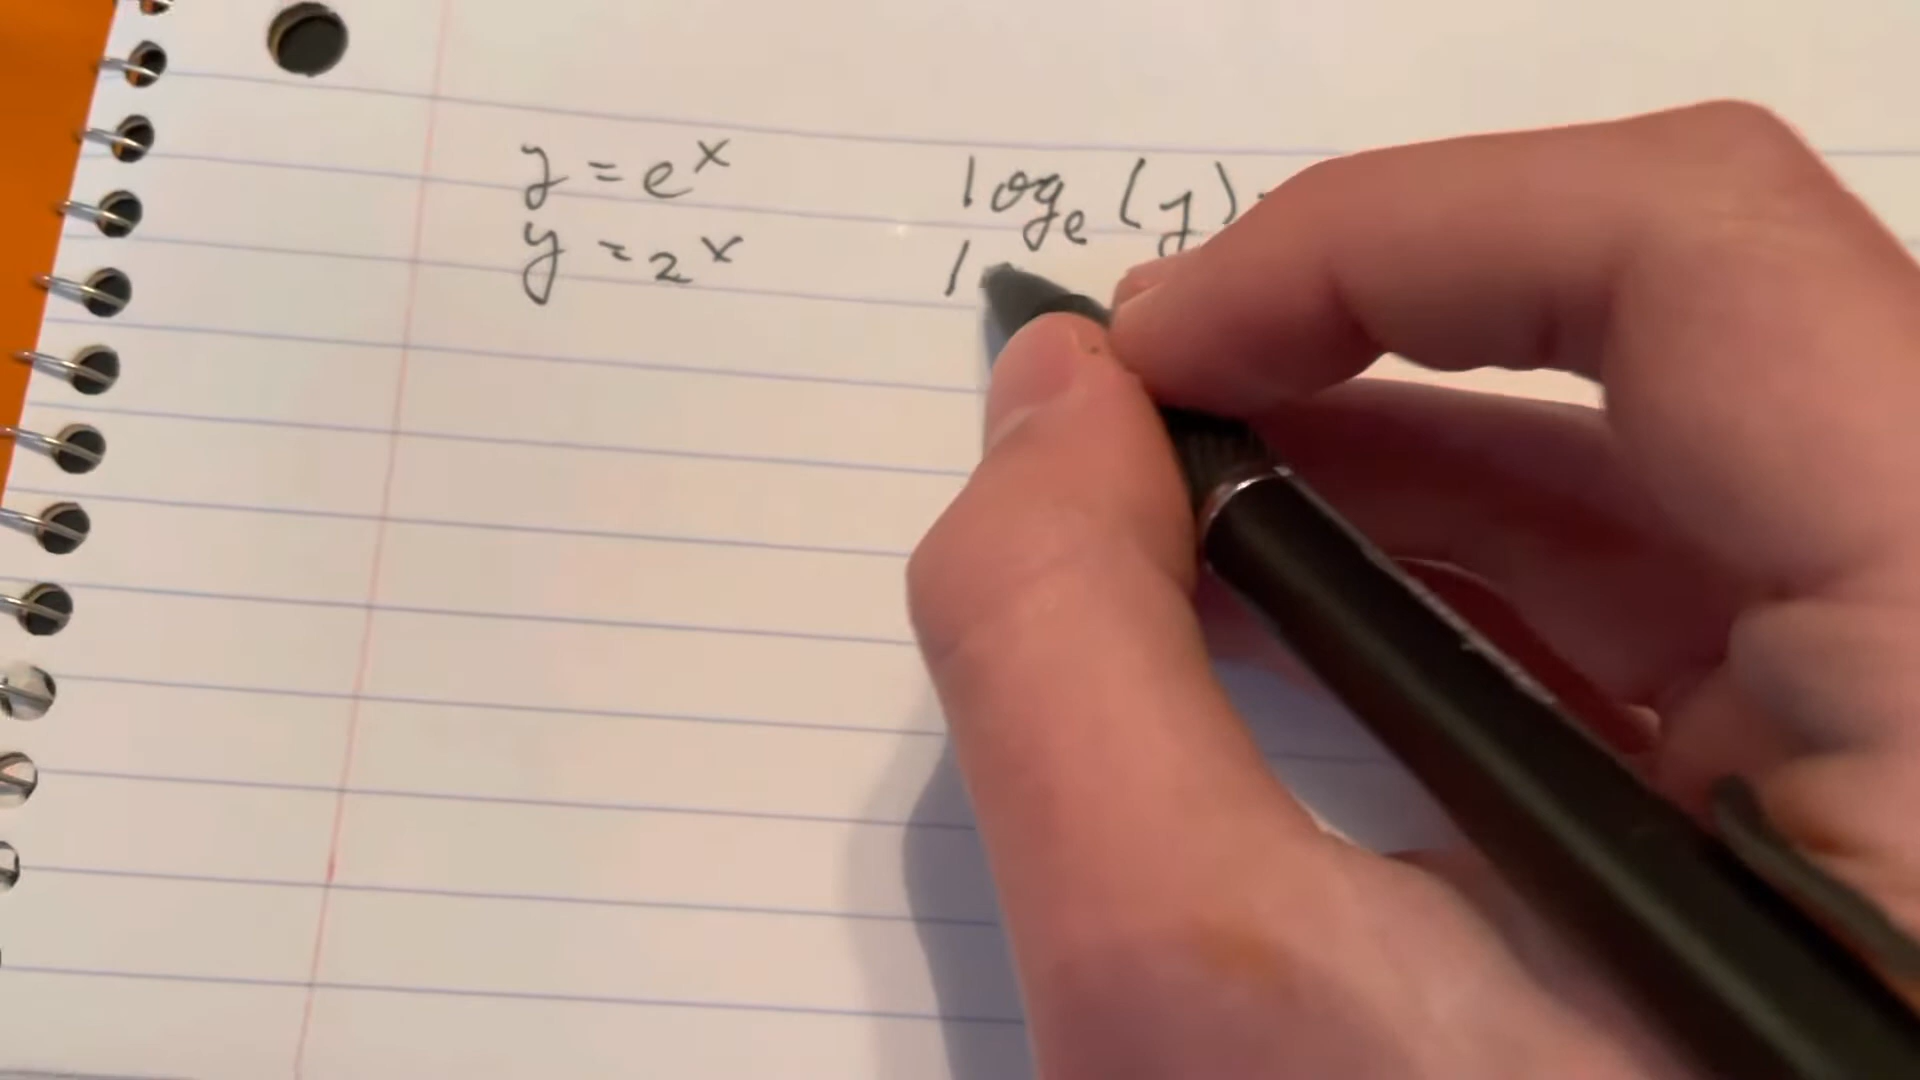 y = e^x log_e (y) =
y = 2^x l